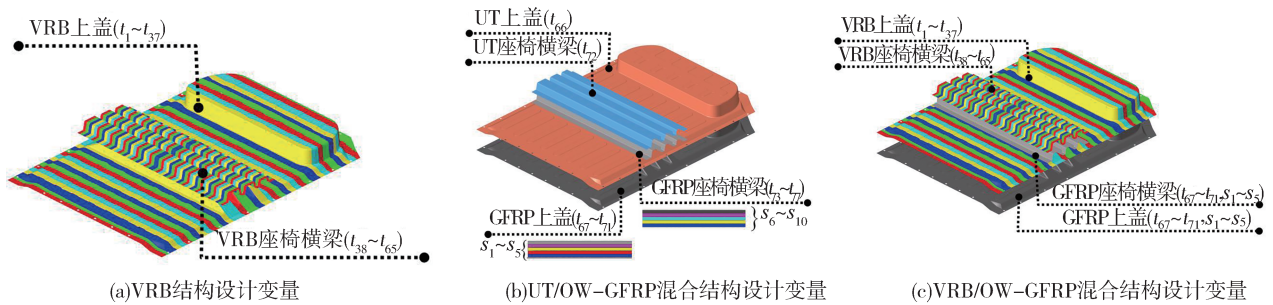 VRB上盖(t1~t37)
VRB座椅横梁(t38~t65)
(a)VRB结构设计变量
UT上盖(t66)
UT座椅横梁(t72)
GFRP座椅横梁(t73~t77)
}s6~s10
GFRP上盖(t67~t71)
s1~s5{
(b)UT/OW-GFRP混合结构设计变量
VRB上盖(t1~t37)
VRB座椅横梁(t38~t65)
GFRP座椅横梁(t67~t71,s1~s5)
GFRP上盖(t67~t71,s1~s5)
(c)VRB/OW-GFRP混合结构设计变量